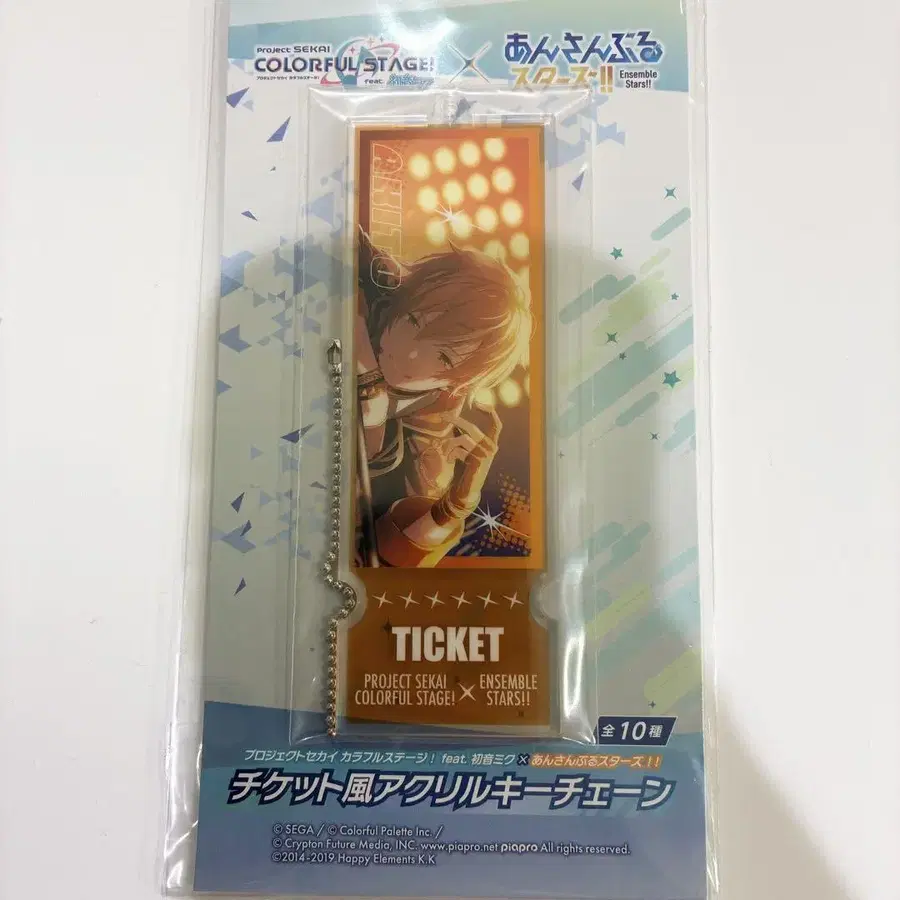 Project SEKAI
COLORFUL STAGE!
プロジェクトセカイ カラフルステージ!
feat.
×
あんさんぶる
スターズ!!
Ensemble
Stars!!
AKITO
TICKET
PROJECT SEKAI
COLORFUL STAGE!
×
ENSEMBLE
STARS!!
全10種
プロジェクトセカイ カラフルステージ! feat. 初音ミク×あんさんぶるスターズ!!
チケット風アクリルキーチェーン
© SEGA / © Colorful Palette Inc. /
© Crypton Future Media, INC. www.piapro.net piapro All rights reserved.
©2014-2019 Happy Elements K.K